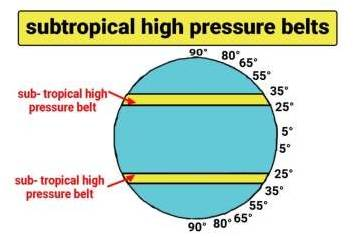 subtropical high pressure belts
90°
80°
65°
55°
sub- tropical high
pressure belt
35°
25°
5°
5°
sub- tropical high
pressure belt
25°
35°
55°
65°
80°
90°